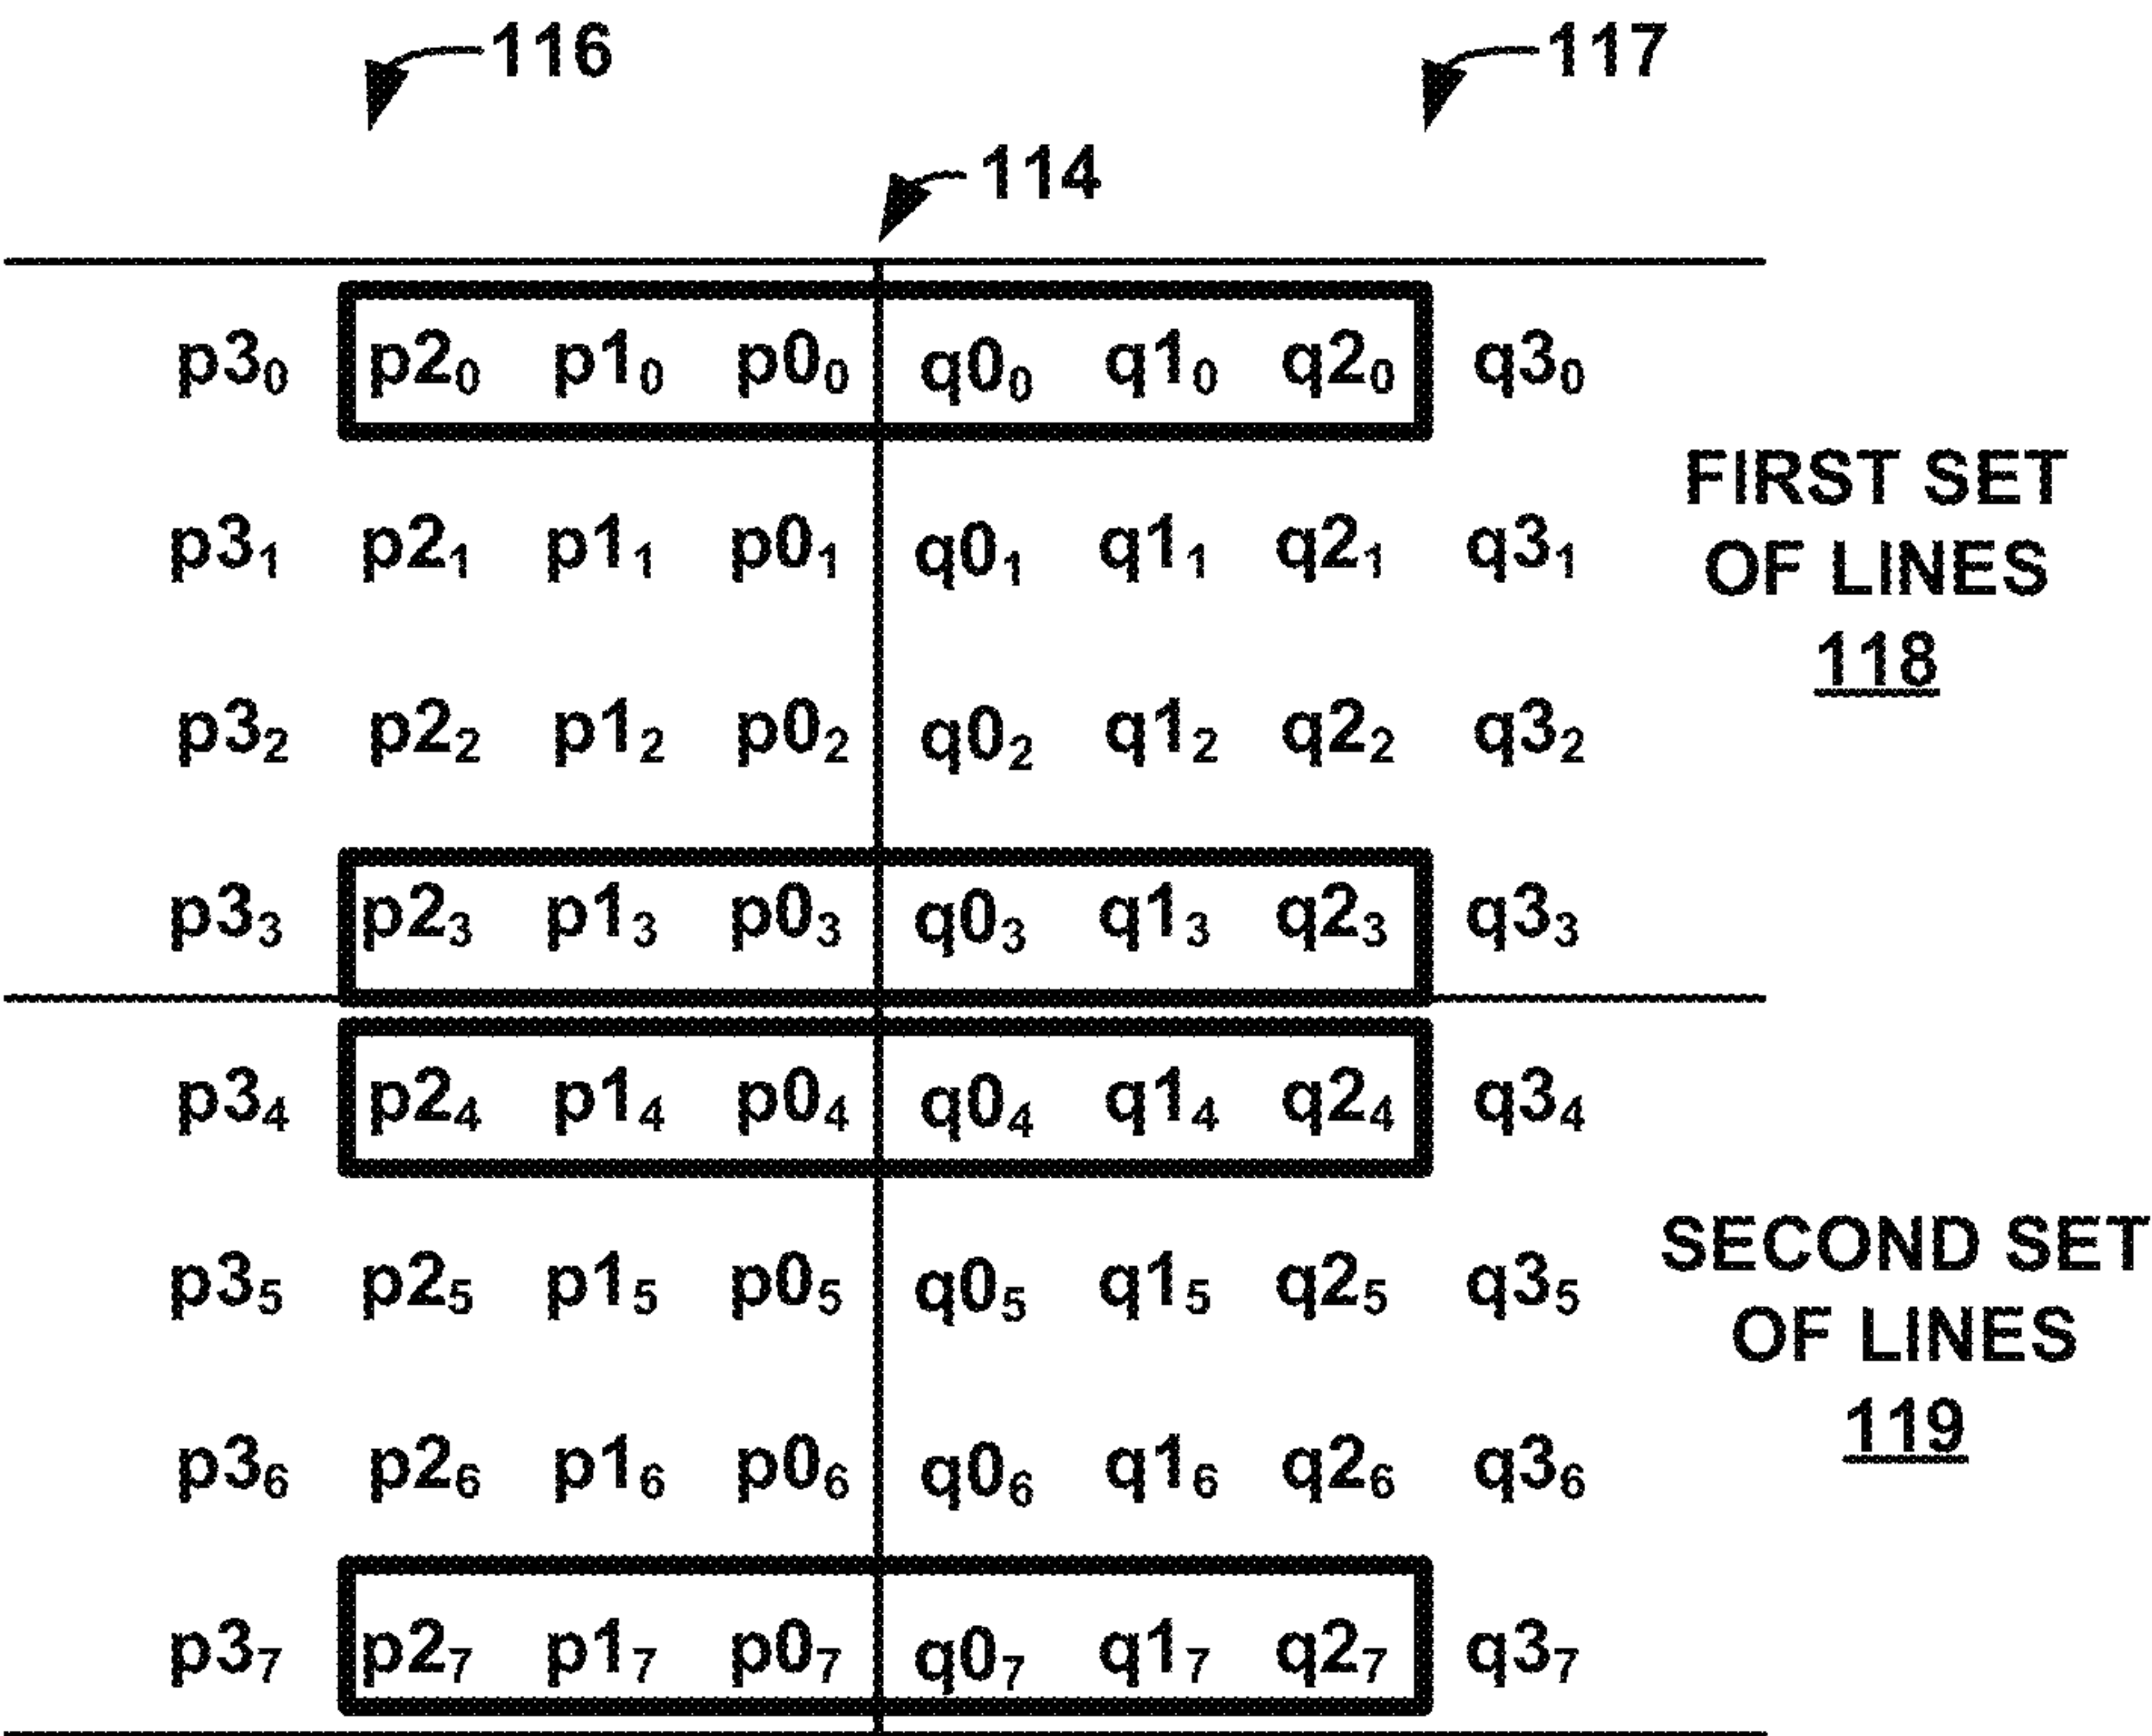 116 117
114
p3₀ p2₀ p1₀ p0₀ q0₀ q1₀ q2₀ q3₀
FIRST SET
p3₁ p2₁ p1₁ p0₁ q0₁ q1₁ q2₁ q3₁
OF LINES
118
p3₂ p2₂ p1₂ p0₂ q0₂ q1₂ q2₂ q3₂
p3₃ p2₃ p1₃ p0₃ q0₃ q1₃ q2₃ q3₃
p3₄ p2₄ p1₄ p0₄ q0₄ q1₄ q2₄ q3₄
SECOND SET
p3₅ p2₅ p1₅ p0₅ q0₅ q1₅ q2₅ q3₅
OF LINES
119
p3₆ p2₆ p1₆ p0₆ q0₆ q1₆ q2₆ q3₆
p3₇ p2₇ p1₇ p0₇ q0₇ q1₇ q2₇ q3₇